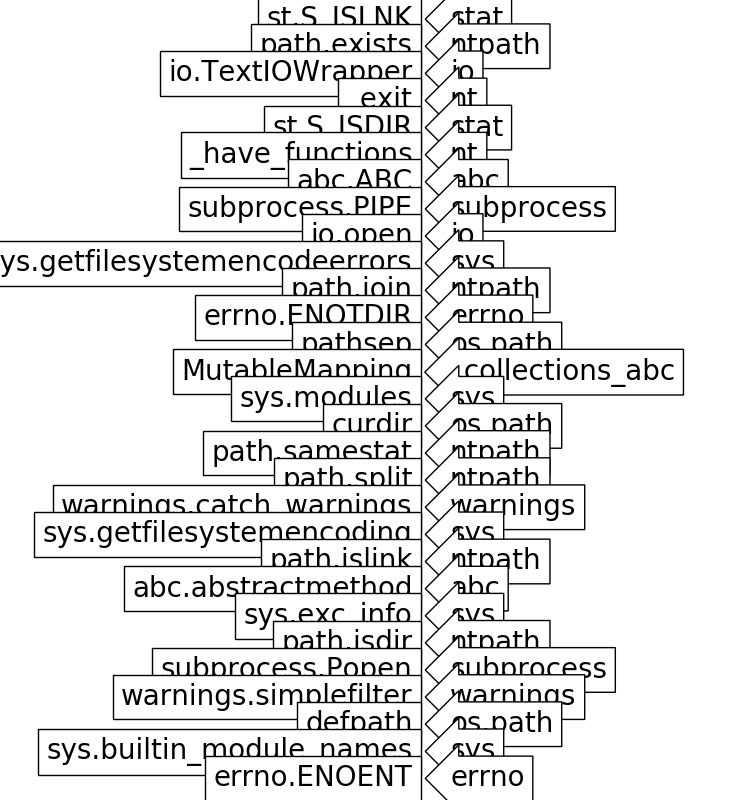 st.S_ISLNK stat
path.exists ntpath
io.TextIOWrapper io
exit nt
st.S_ISDIR stat
_have_functions nt
abc.ABC abc
subprocess.PIPE subprocess
io.open io
ys.getfilesystemencodeerrors sys
path.join ntpath
errno.ENOTDIR errno
pathsep os.path
MutableMapping collections_abc
sys.modules sys
curdir os.path
path.samestat ntpath
path.split ntpath
warnings.catch_warnings warnings
sys.getfilesystemencoding sys
path.islink ntpath
abc.abstractmethod abc
sys.exc_info sys
path.isdir ntpath
subprocess.Popen subprocess
warnings.simplefilter warnings
defpath os.path
sys.builtin_module_names sys
errno.ENOENT errno